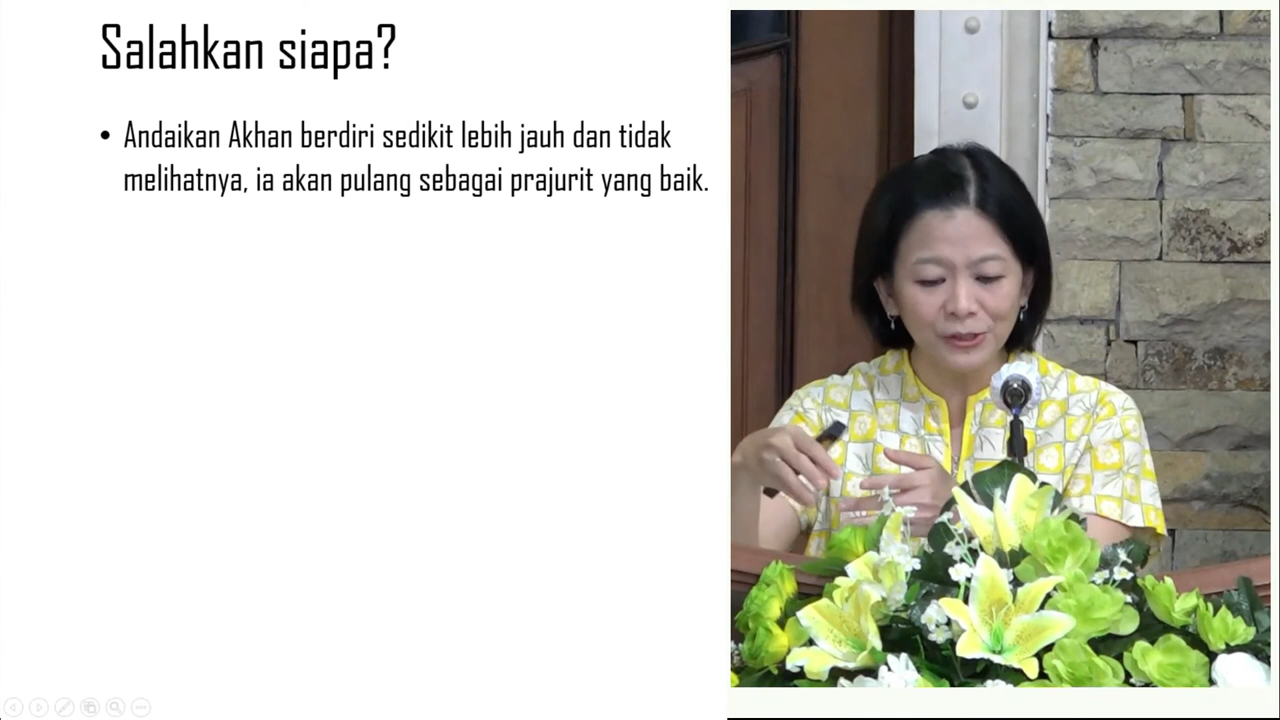 Salahkan siapa?
• Andaikan Akhan berdiri sedikit lebih jauh dan tidak
melihatnya, ia akan pulang sebagai prajurit yang baik.